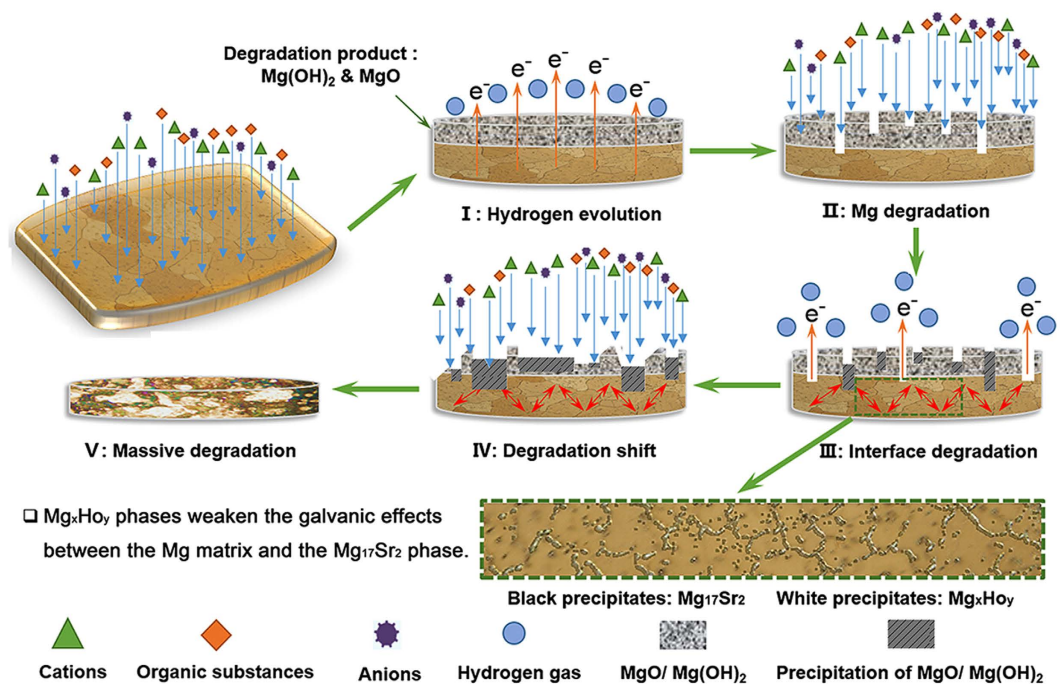 Degradation product :
Mg(OH)₂ & MgO
e⁻ e⁻ e⁻ e⁻ e⁻
I : Hydrogen evolution
II: Mg degradation
e⁻ e⁻ e⁻
V: Massive degradation
IV: Degradation shift
III: Interface degradation
❑ MgₓHoᵧ phases weaken the galvanic effects
between the Mg matrix and the Mg₁₇Sr₂ phase.
Black precipitates: Mg₁₇Sr₂ White precipitates: MgₓHoᵧ
Cations
Organic substances
Anions
Hydrogen gas
MgO/ Mg(OH)₂
Precipitation of MgO/ Mg(OH)₂